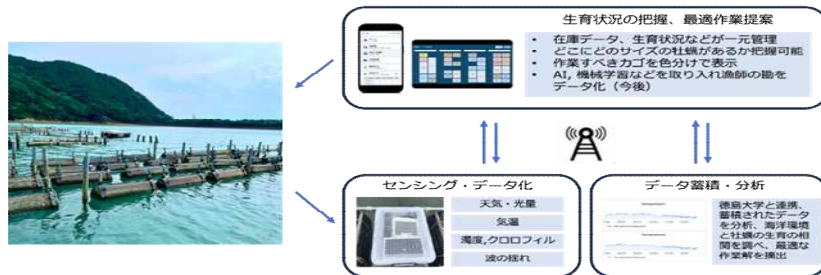 生育状況の把握、最適作業提案
• 在庫データ、生育状況などが一元管理
• どこにどのサイズの牡蠣があるか把握可能
• 作業すべきカゴを色分けで表示
• AI, 機械学習などを取り入れ漁師の勘を
データ化（今後）
センシング・データ化
天気・光量
気温
濁度,クロロフィル
波の揺れ
データ蓄積・分析
徳島大学と連携、
蓄積されたデータ
を分析、海洋環境
と牡蠣の生育の相
関を調べ、最適な
作業解を摘出